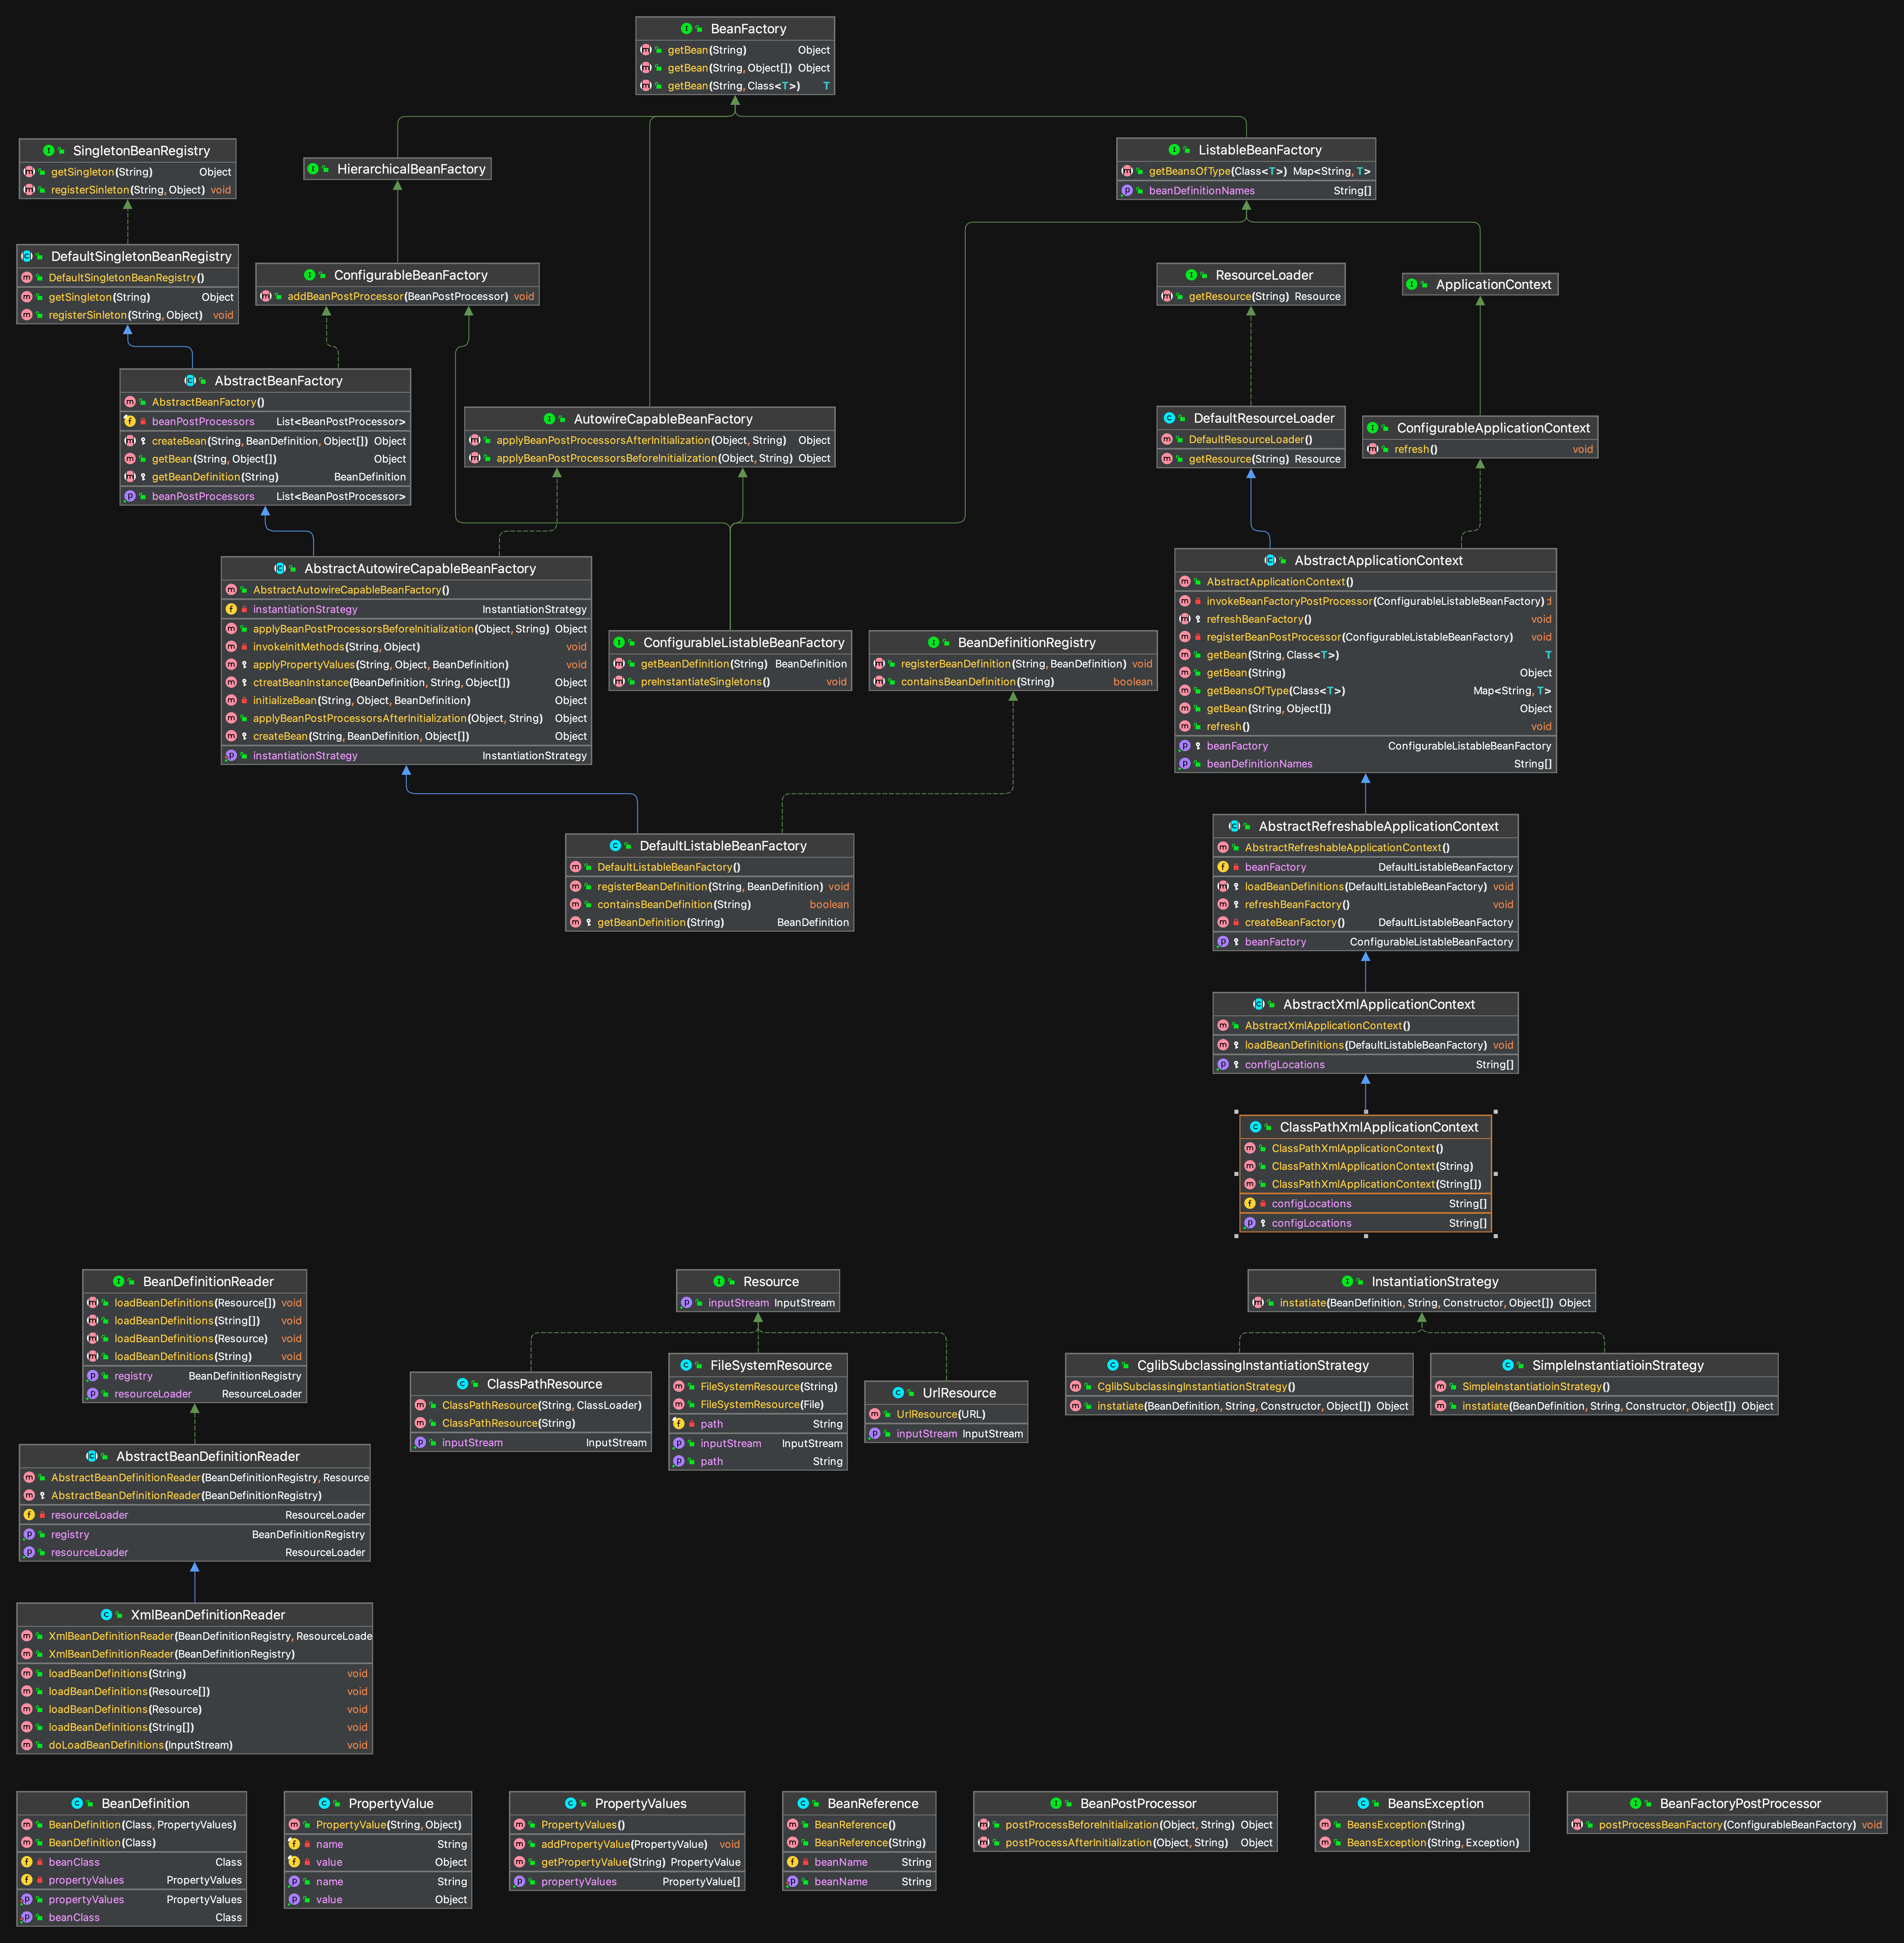 BeanFactory
getBean(String) Object
getBean(String, Object[]) Object
getBean(String, Class<T>) T
SingletonBeanRegistry
getSingleton(String) Object
registerSinleton(String, Object) void
HierarchicalBeanFactory
ListableBeanFactory
getBeansOfType(Class<T>) Map<String, T>
beanDefinitionNames String[]
DefaultSingletonBeanRegistry
DefaultSingletonBeanRegistry()
getSingleton(String) Object
registerSinleton(String, Object) void
ConfigurableBeanFactory
addBeanPostProcessor(BeanPostProcessor) void
ResourceLoader
getResource(String) Resource
ApplicationContext
AbstractBeanFactory
AbstractBeanFactory()
beanPostProcessors List<BeanPostProcessor>
createBean(String, BeanDefinition, Object[]) Object
getBean(String, Object[]) Object
getBeanDefinition(String) BeanDefinition
beanPostProcessors List<BeanPostProcessor>
AutowireCapableBeanFactory
applyBeanPostProcessorsAfterInitialization(Object, String) Object
applyBeanPostProcessorsBeforeInitialization(Object, String) Object
DefaultResourceLoader
DefaultResourceLoader()
getResource(String) Resource
ConfigurableApplicationContext
refresh() void
AbstractAutowireCapableBeanFactory
AbstractAutowireCapableBeanFactory()
instantiationStrategy InstantiationStrategy
applyBeanPostProcessorsBeforeInitialization(Object, String) Object
invokeInitMethods(String, Object) void
applyPropertyValues(String, Object, BeanDefinition) void
ctreatBeanInstance(BeanDefinition, String, Object[]) Object
initializeBean(String, Object, BeanDefinition) Object
applyBeanPostProcessorsAfterInitialization(Object, String) Object
createBean(String, BeanDefinition, Object[]) Object
instantiationStrategy InstantiationStrategy
ConfigurableListableBeanFactory
getBeanDefinition(String) BeanDefinition
preInstantiateSingletons() void
BeanDefinitionRegistry
registerBeanDefinition(String, BeanDefinition) void
containsBeanDefinition(String) boolean
AbstractApplicationContext
AbstractApplicationContext()
invokeBeanFactoryPostProcessor(ConfigurableListableBeanFactory)
refreshBeanFactory() void
registerBeanPostProcessor(ConfigurableListableBeanFactory) void
getBean(String, Class<T>) T
getBean(String) Object
getBeansOfType(Class<T>) Map<String, T>
getBean(String, Object[]) Object
refresh() void
beanFactory ConfigurableListableBeanFactory
beanDefinitionNames String[]
DefaultListableBeanFactory
DefaultListableBeanFactory()
registerBeanDefinition(String, BeanDefinition) void
containsBeanDefinition(String) boolean
getBeanDefinition(String) BeanDefinition
AbstractRefreshableApplicationContext
AbstractRefreshableApplicationContext()
beanFactory DefaultListableBeanFactory
loadBeanDefinitions(DefaultListableBeanFactory) void
refreshBeanFactory() void
createBeanFactory() DefaultListableBeanFactory
beanFactory ConfigurableListableBeanFactory
AbstractXmlApplicationContext
AbstractXmlApplicationContext()
loadBeanDefinitions(DefaultListableBeanFactory) void
configLocations String[]
ClassPathXmlApplicationContext
ClassPathXmlApplicationContext()
ClassPathXmlApplicationContext(String)
ClassPathXmlApplicationContext(String[])
configLocations String[]
configLocations String[]
BeanDefinitionReader
loadBeanDefinitions(Resource[]) void
loadBeanDefinitions(String[]) void
loadBeanDefinitions(Resource) void
loadBeanDefinitions(String) void
registry BeanDefinitionRegistry
resourceLoader ResourceLoader
Resource
inputStream InputStream
InstantiationStrategy
instatiate(BeanDefinition, String, Constructor, Object[]) Object
ClassPathResource
ClassPathResource(String, ClassLoader)
ClassPathResource(String)
inputStream InputStream
FileSystemResource
FileSystemResource(String)
FileSystemResource(File)
path String
inputStream InputStream
path String
UrlResource
UrlResource(URL)
inputStream InputStream
CglibSubclassingInstantiationStrategy
CglibSubclassingInstantiationStrategy()
instatiate(BeanDefinition, String, Constructor, Object[]) Object
SimpleInstantiatioinStrategy
SimpleInstantiatioinStrategy()
instatiate(BeanDefinition, String, Constructor, Object[]) Object
AbstractBeanDefinitionReader
AbstractBeanDefinitionReader(BeanDefinitionRegistry, Resource
AbstractBeanDefinitionReader(BeanDefinitionRegistry)
resourceLoader ResourceLoader
registry BeanDefinitionRegistry
resourceLoader ResourceLoader
XmlBeanDefinitionReader
XmlBeanDefinitionReader(BeanDefinitionRegistry, ResourceLoade
XmlBeanDefinitionReader(BeanDefinitionRegistry)
loadBeanDefinitions(String) void
loadBeanDefinitions(Resource[]) void
loadBeanDefinitions(Resource) void
loadBeanDefinitions(String[]) void
doLoadBeanDefinitions(InputStream) void
BeanDefinition
BeanDefinition(Class, PropertyValues)
BeanDefinition(Class)
beanClass Class
propertyValues PropertyValues
propertyValues PropertyValues
beanClass Class
PropertyValue
PropertyValue(String, Object)
name String
value Object
name String
value Object
PropertyValues
PropertyValues()
addPropertyValue(PropertyValue) void
getPropertyValue(String) PropertyValue
propertyValues PropertyValue[]
BeanReference
BeanReference()
BeanReference(String)
beanName String
beanName String
BeanPostProcessor
postProcessBeforeInitialization(Object, String) Object
postProcessAfterInitialization(Object, String) Object
BeansException
BeansException(String)
BeansException(String, Exception)
BeanFactoryPostProcessor
postProcessBeanFactory(ConfigurableBeanFactory) void